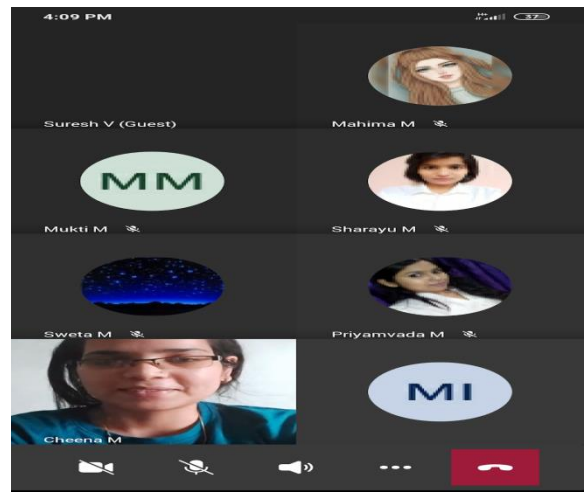 4:09 PM
37
Suresh V (Guest)
Mahima M
MM
Mukti M
Sharayu M
Sweta M
Priyamvada M
Cheena M
MI